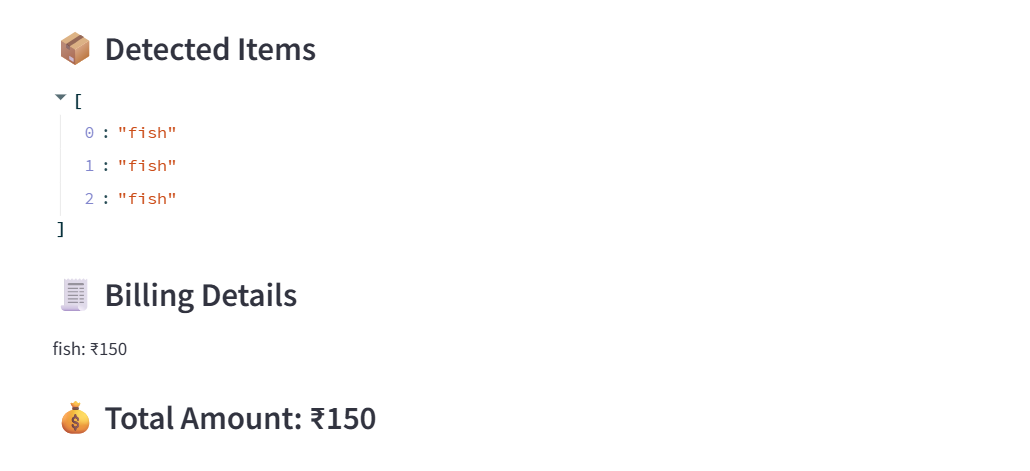 Detected Items
[
0 : "fish"
1 : "fish"
2 : "fish"
]
Billing Details
fish: ₹150
Total Amount: ₹150